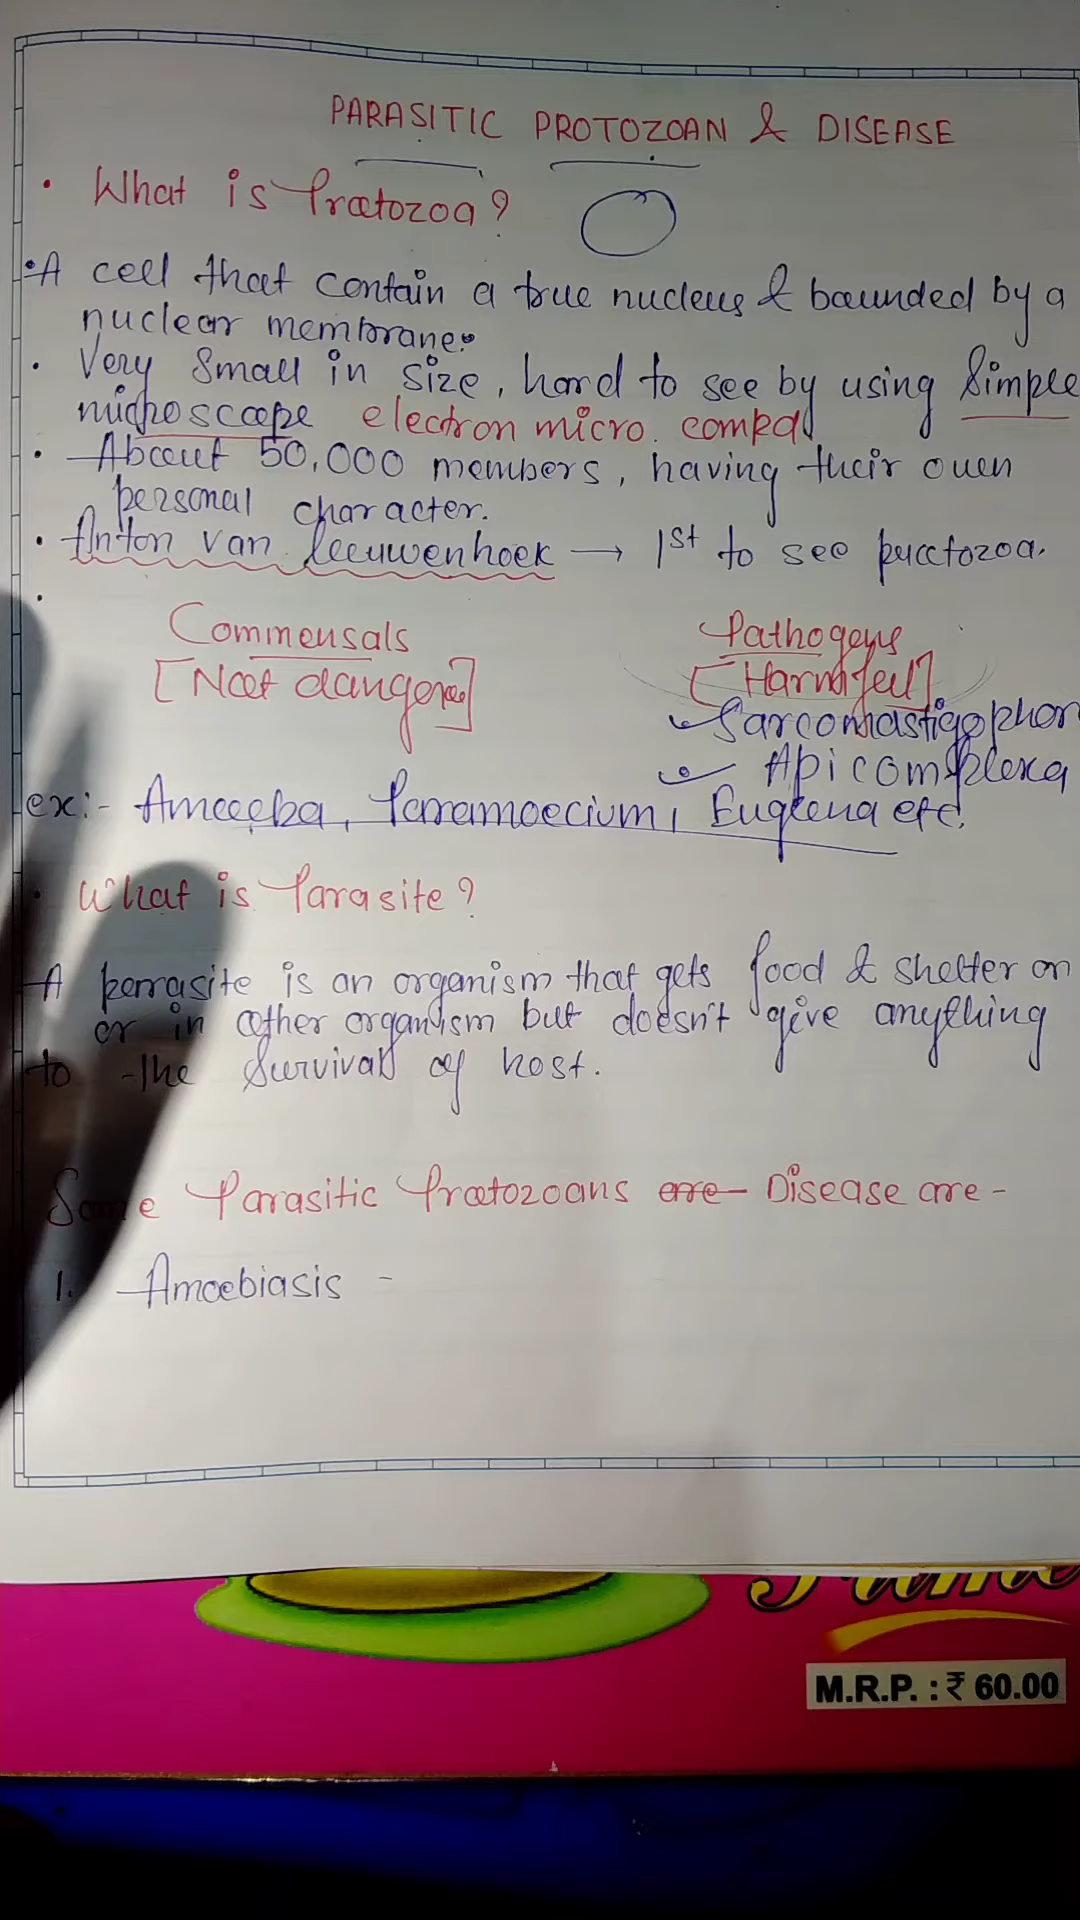 PARASITIC PROTOZOAN & DISEASE
• What is Protozoa?
• A cell that contain a true nucleus & bounded by a
nuclear membrane.
• Very small in size, hard to see by using Simple
microscope electron micro. compd
• About 50,000 members, having their own
personal character.
• Anton van leeuwenhoek → 1st to see protozoa.
Commensals
[Not dangerous]
Pathogens
[Harmful]
Sarcomastigophor
Apicomplexa
ex:- Amoeba, Paramoecium, Euglena etc.
• What is Parasite?
A parasite is an organism that gets food & shelter on
or in other organism but doesn't give anything
to the survival of host.
Some Parasitic Protozoans are Disease are -
1. Amoebiasis -
M.R.P. : ₹ 60.00